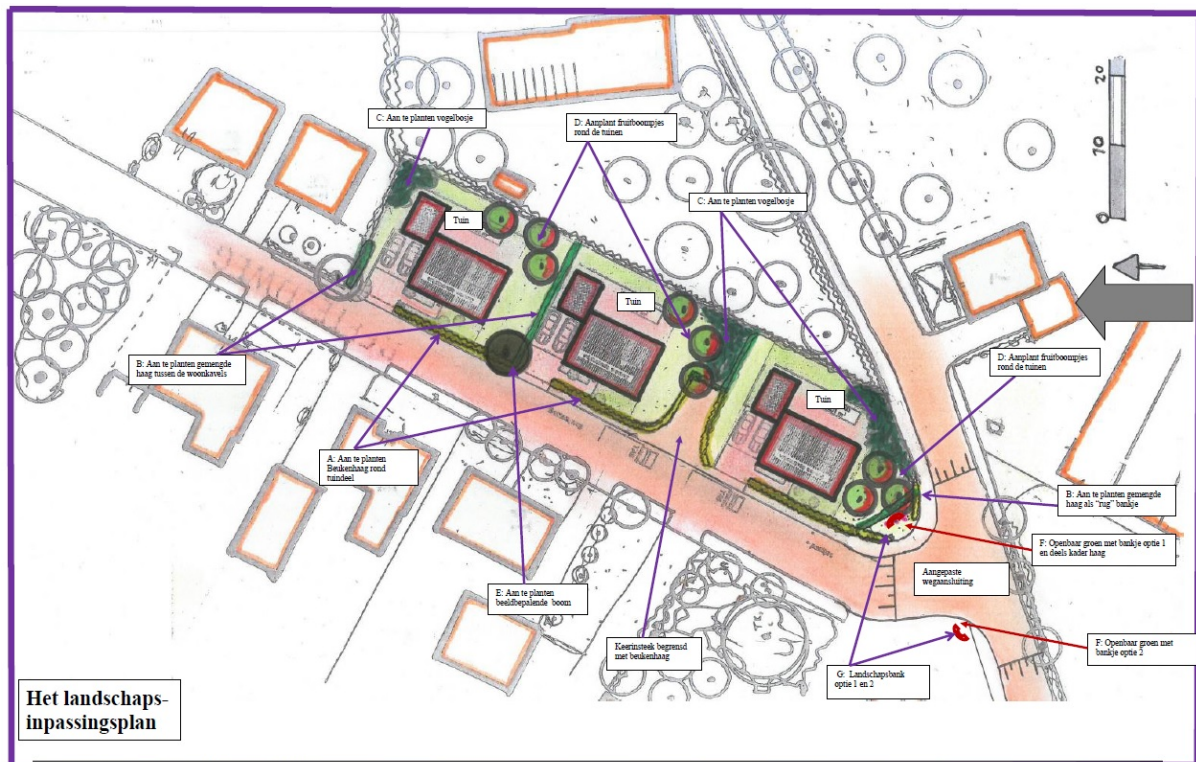 C: Aan te planten vogelbosje
D: Aanplant fruitboompjes
rond de tuinen
C: Aan te planten vogelbosje
20
10
0
Tuin
Tuin
Tuin
B: Aan te planten gemengde
haag tussen de woonkavels
D: Aanplant fruitboompjes
rond de tuinen
A: Aan te planten
Beukenhaag rond
tuindeel
B: Aan te planten gemengde
haag als "rug" bankje
F: Openbaar groen met bankje optie 1
en deels kader haag
Aangepaste
wegaansluiting
E: Aan te planten
beeldbepalende boom
Keerinsteek begrensd
met beukenhaag
F: Openbaar groen met
bankje optie 2
G: Landschapsbank
optie 1 en 2
Het landschaps-
inpassingsplan